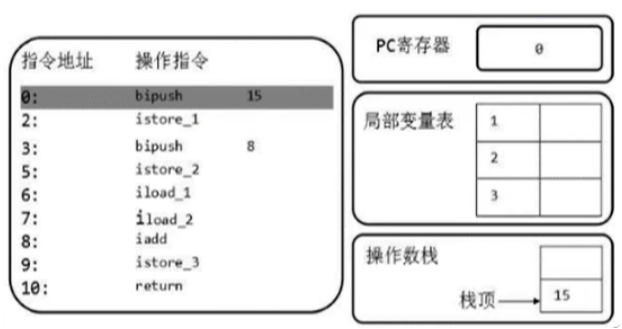 指令地址 操作指令
0: bipush 15
2: istore_1
3: bipush 8
5: istore_2
6: iload_1
7: iload_2
8: iadd
9: istore_3
10: return
PC寄存器 0
局部变量表 1
2
3
操作数栈
栈顶 15